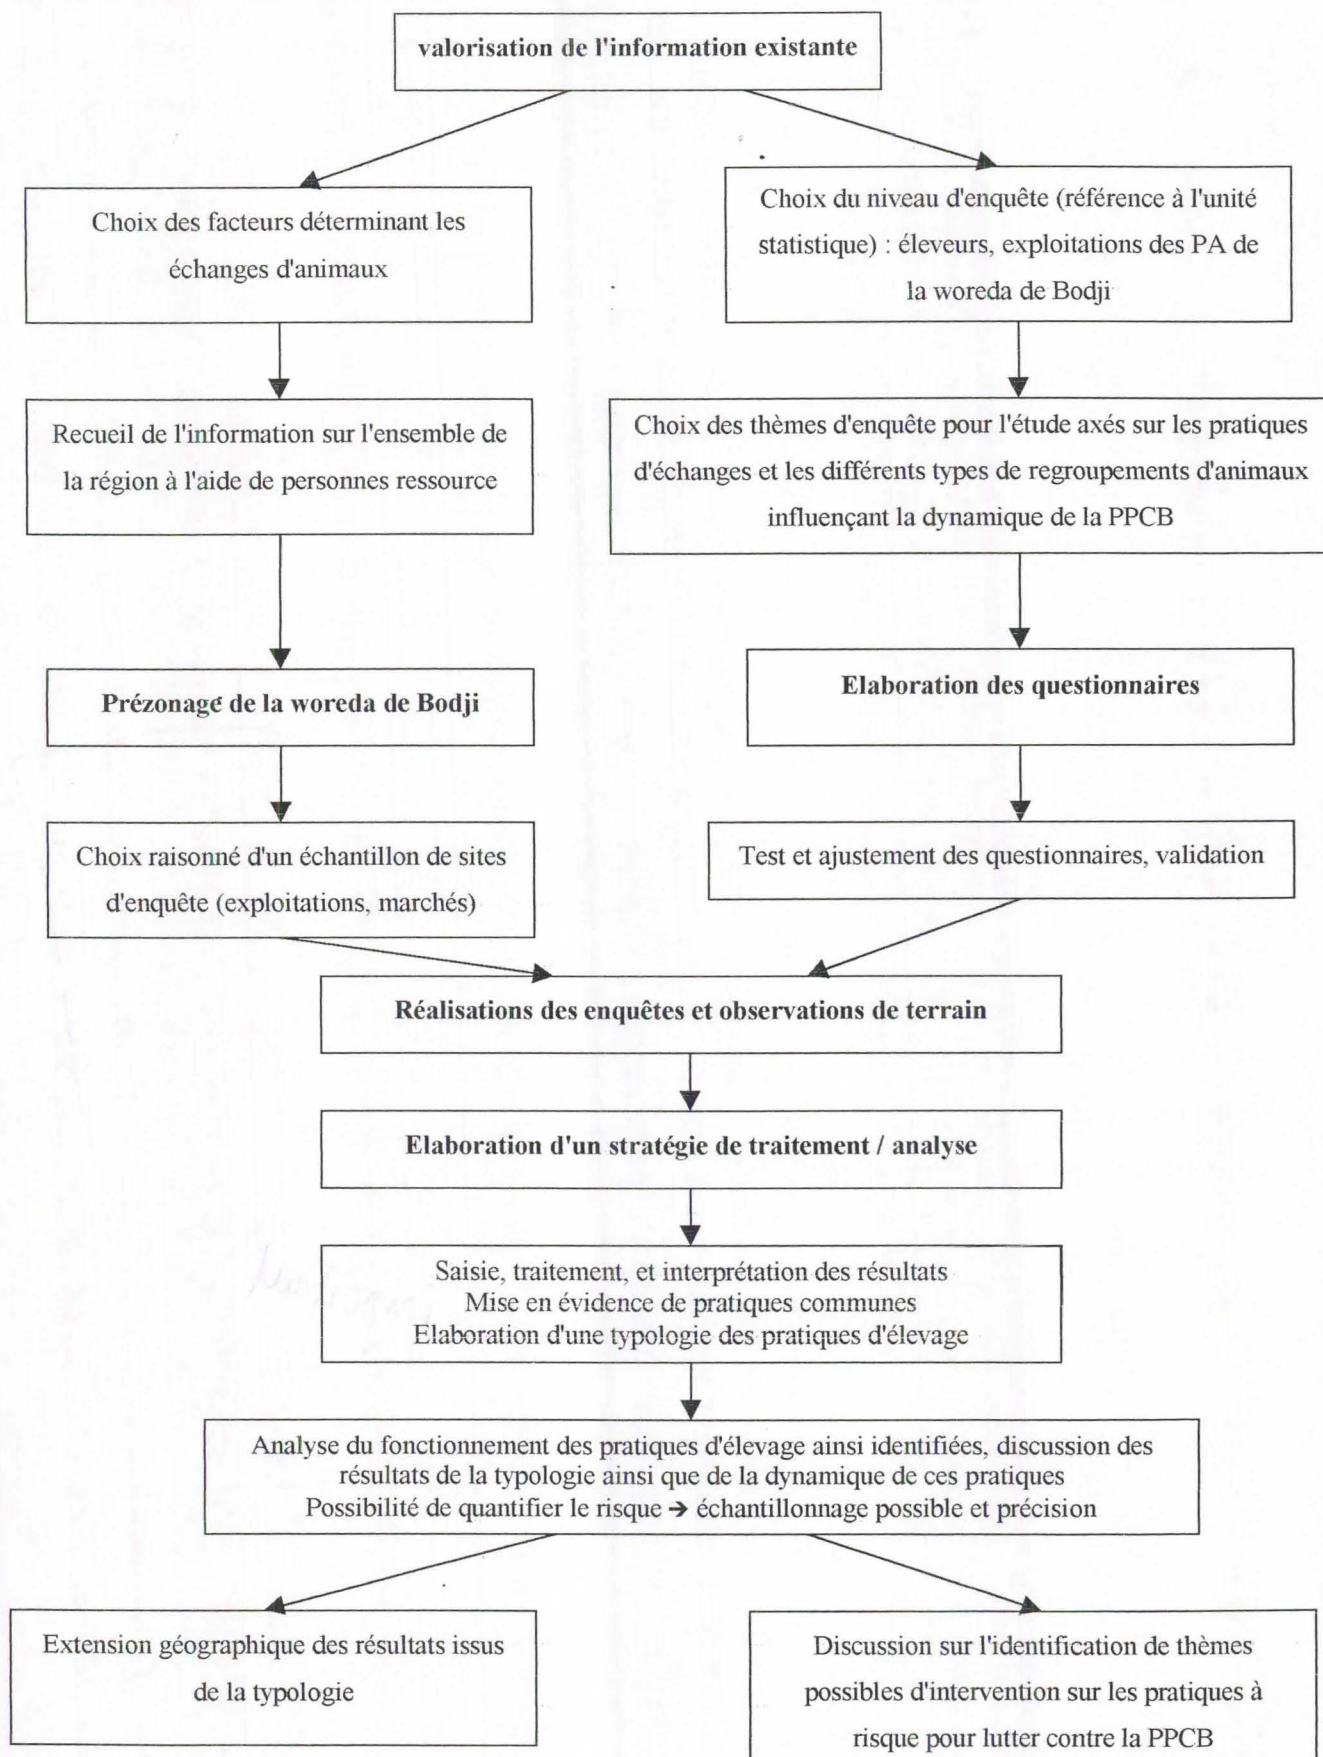 valorisation de l'information existante
Choix des facteurs déterminant les
échanges d'animaux
Choix du niveau d'enquête (référence à l'unité
statistique) : éleveurs, exploitations des PA de
la woreda de Bodji
Recueil de l'information sur l'ensemble de
la région à l'aide de personnes ressource
Choix des thèmes d'enquête pour l'étude axés sur les pratiques
d'échanges et les différents types de regroupements d'animaux
influençant la dynamique de la PPCB
Prézonage de la woreda de Bodji
Elaboration des questionnaires
Choix raisonné d'un échantillon de sites
d'enquête (exploitations, marchés)
Test et ajustement des questionnaires, validation
Réalisations des enquêtes et observations de terrain
Elaboration d'un stratégie de traitement / analyse
Saisie, traitement, et interprétation des résultats
Mise en évidence de pratiques communes
Elaboration d'une typologie des pratiques d'élevage
Analyse du fonctionnement des pratiques d'élevage ainsi identifiées, discussion des
résultats de la typologie ainsi que de la dynamique de ces pratiques
Possibilité de quantifier le risque → échantillonnage possible et précision
Extension géographique des résultats issus
de la typologie
Discussion sur l'identification de thèmes
possibles d'intervention sur les pratiques à
risque pour lutter contre la PPCB